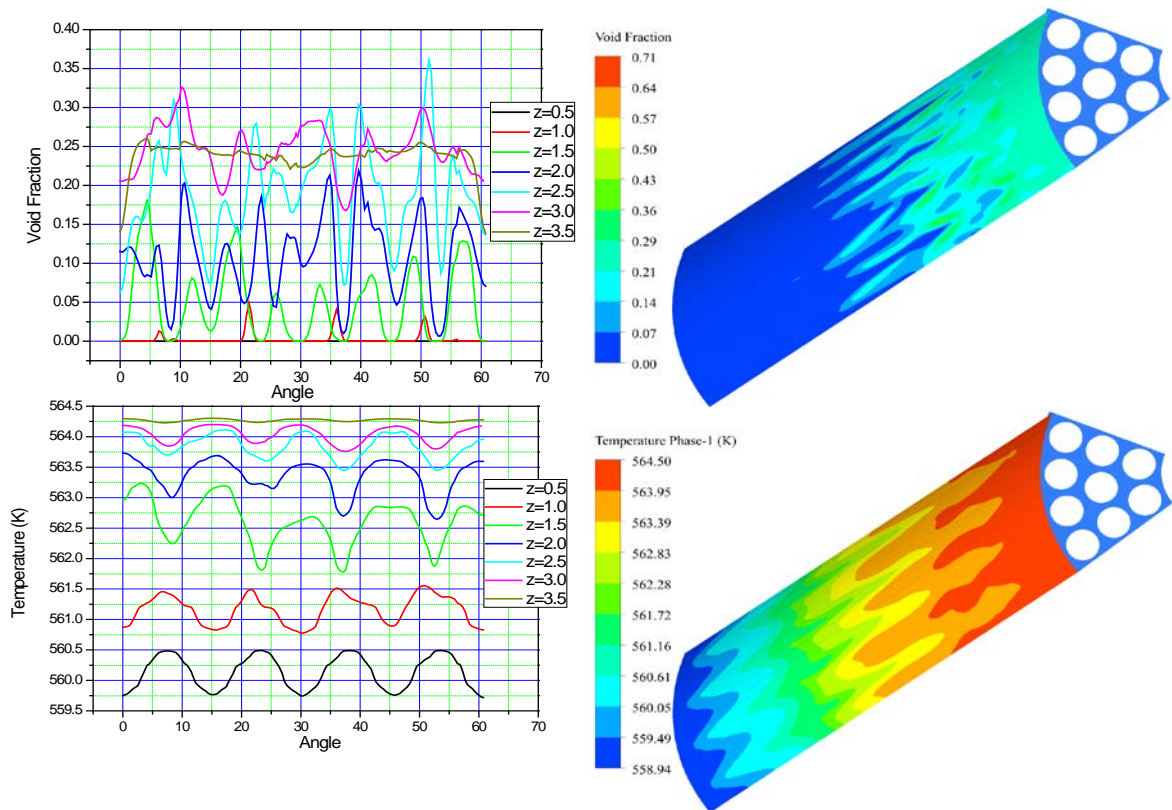 0.40
0.35
0.30
0.25
0.20
0.15
0.10
0.05
0.00
Void Fraction
0 10 20 30 40 50 60 70
Angle
z=0.5
z=1.0
z=1.5
z=2.0
z=2.5
z=3.0
z=3.5
Void Fraction
0.71
0.64
0.57
0.50
0.43
0.36
0.29
0.21
0.14
0.07
0.00
564.5
564.0
563.5
563.0
562.5
562.0
561.5
561.0
560.5
560.0
559.5
Temperature (K)
0 10 20 30 40 50 60 70
Angle
z=0.5
z=1.0
z=1.5
z=2.0
z=2.5
z=3.0
z=3.5
Temperature Phase-1 (K)
564.50
563.95
563.39
562.83
562.28
561.72
561.16
560.61
560.05
559.49
558.94